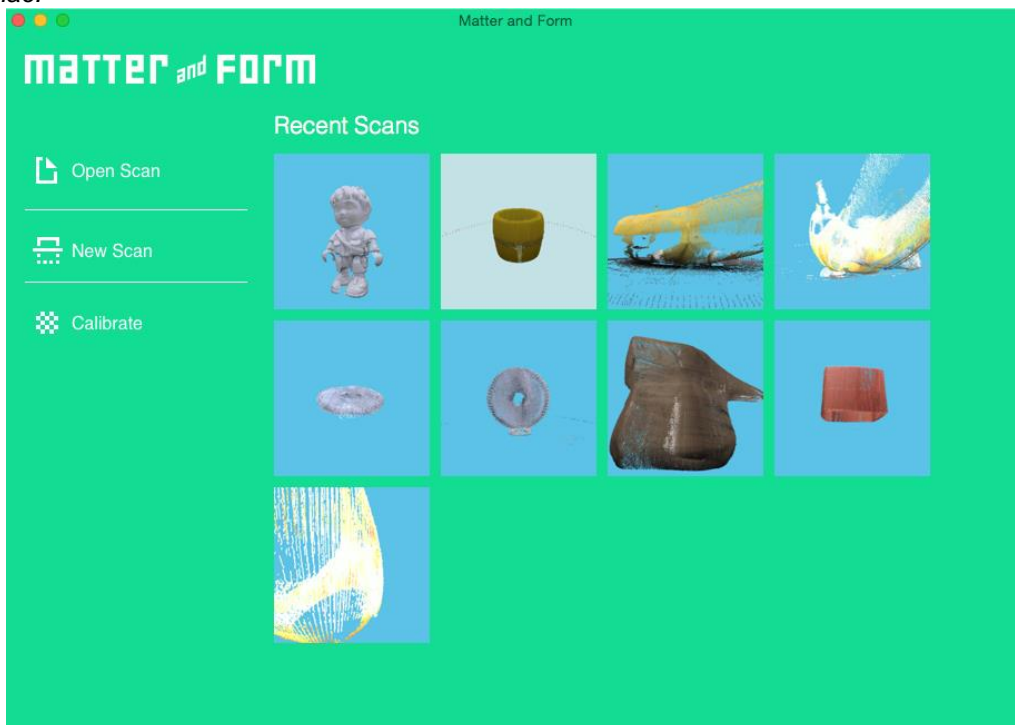 Matter and Form
matter and form
Recent Scans
Open Scan
New Scan
Calibrate